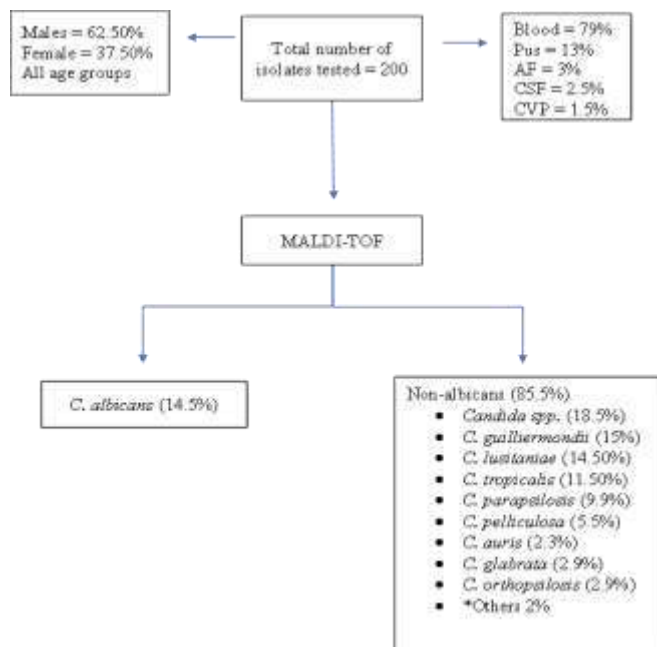 Males = 62.50%
Female = 37.50%
All age groups
Total number of
isolates tested = 200
Blood = 79%
Pus = 13%
AF = 3%
CSF = 2.5%
CVP = 1.5%
MALDI-TOF
C. albicans (14.5%)
Non-albicans (85.5%)
Candida spp. (18.5%)
C. guilliermondii (15%)
C. lusitaniae (14.50%)
C. tropicalis (11.50%)
C. parapsilosis (9.9%)
C. pelliculosa (5.5%)
C. auris (2.3%)
C. glabrata (2.9%)
C. orthopsilosis (2.9%)
*Others 2%